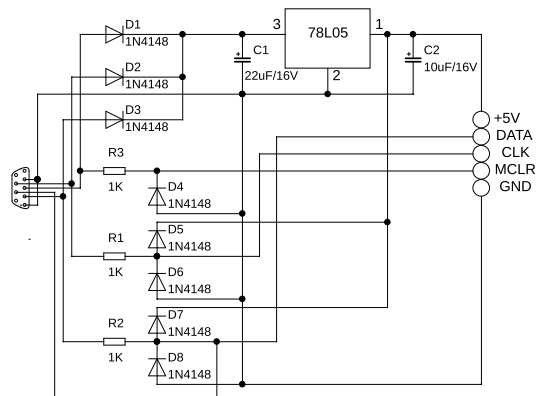 D1
1N4148
3
78L05
1
C1
22uF/16V
+
C2
10uF/16V
+
2
D2
1N4148
D3
1N4148
+5V
DATA
CLK
MCLR
GND
R3
1K
D4
1N4148
D5
1N4148
R1
1K
D6
1N4148
D7
1N4148
R2
1K
D8
1N4148